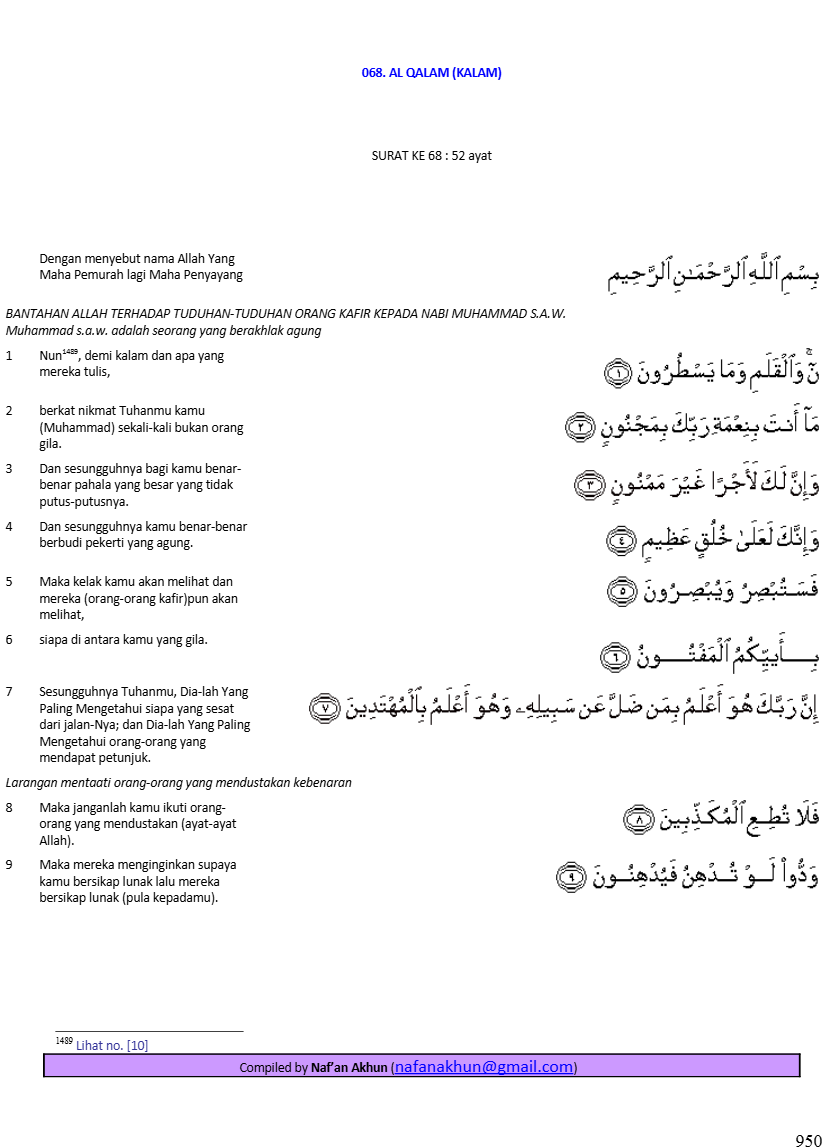 068. AL QALAM (KALAM)
SURAT KE 68 : 52 ayat
Dengan menyebut nama Allah Yang
Maha Pemurah lagi Maha Penyayang
بِسْمِ ٱللَّهِ ٱلرَّحْمَـٰنِ ٱلرَّحِيمِ
BANTAHAN ALLAH TERHADAP TUDUHAN-TUDUHAN ORANG KAFIR KEPADA NABI MUHAMMAD S.A.W.
Muhammad s.a.w. adalah seorang yang berakhlak agung
1 Nun1489, demi kalam dan apa yang
mereka tulis,
نٓ ۚ وَٱلْقَلَمِ وَمَا يَسْطُرُونَ ﴿١﴾
2 berkat nikmat Tuhanmu kamu
(Muhammad) sekali-kali bukan orang
gila.
مَآ أَنتَ بِنِعْمَةِ رَبِّكَ بِمَجْنُونٍ ﴿٢﴾
3 Dan sesungguhnya bagi kamu benar-
benar pahala yang besar yang tidak
putus-putusnya.
وَإِنَّ لَكَ لَأَجْرًا غَيْرَ مَمْنُونٍ ﴿٣﴾
4 Dan sesungguhnya kamu benar-benar
berbudi pekerti yang agung.
وَإِنَّكَ لَعَلَىٰ خُلُقٍ عَظِيمٍ ﴿٤﴾
5 Maka kelak kamu akan melihat dan
mereka (orang-orang kafir)pun akan
melihat,
فَسَتُبْصِرُ وَيُبْصِرُونَ ﴿٥﴾
6 siapa di antara kamu yang gila.
بِأَييِّكُمُ ٱلْمَفْتُونُ ﴿٦﴾
7 Sesungguhnya Tuhanmu, Dia-lah Yang
Paling Mengetahui siapa yang sesat
dari jalan-Nya; dan Dia-lah Yang Paling
Mengetahui orang-orang yang
mendapat petunjuk.
إِنَّ رَبَّكَ هُوَ أَعْلَمُ بِمَن ضَلَّ عَن سَبِيلِهِۦ وَهُوَ أَعْلَمُ بِٱلْمُهْتَدِينَ ﴿٧﴾
Larangan mentaati orang-orang yang mendustakan kebenaran
8 Maka janganlah kamu ikuti orang-
orang yang mendustakan (ayat-ayat
Allah).
فَلَا تُطِعِ ٱلْمُكَذِّبِينَ ﴿٨﴾
9 Maka mereka menginginkan supaya
kamu bersikap lunak lalu mereka
bersikap lunak (pula kepadamu).
وَدُّوا۟ لَوْ تُدْهِنُ فَيُدْهِنُونَ ﴿٩﴾
1489 Lihat no. [10]
Compiled by Naf’an Akhun (nafanakhun@gmail.com)
950